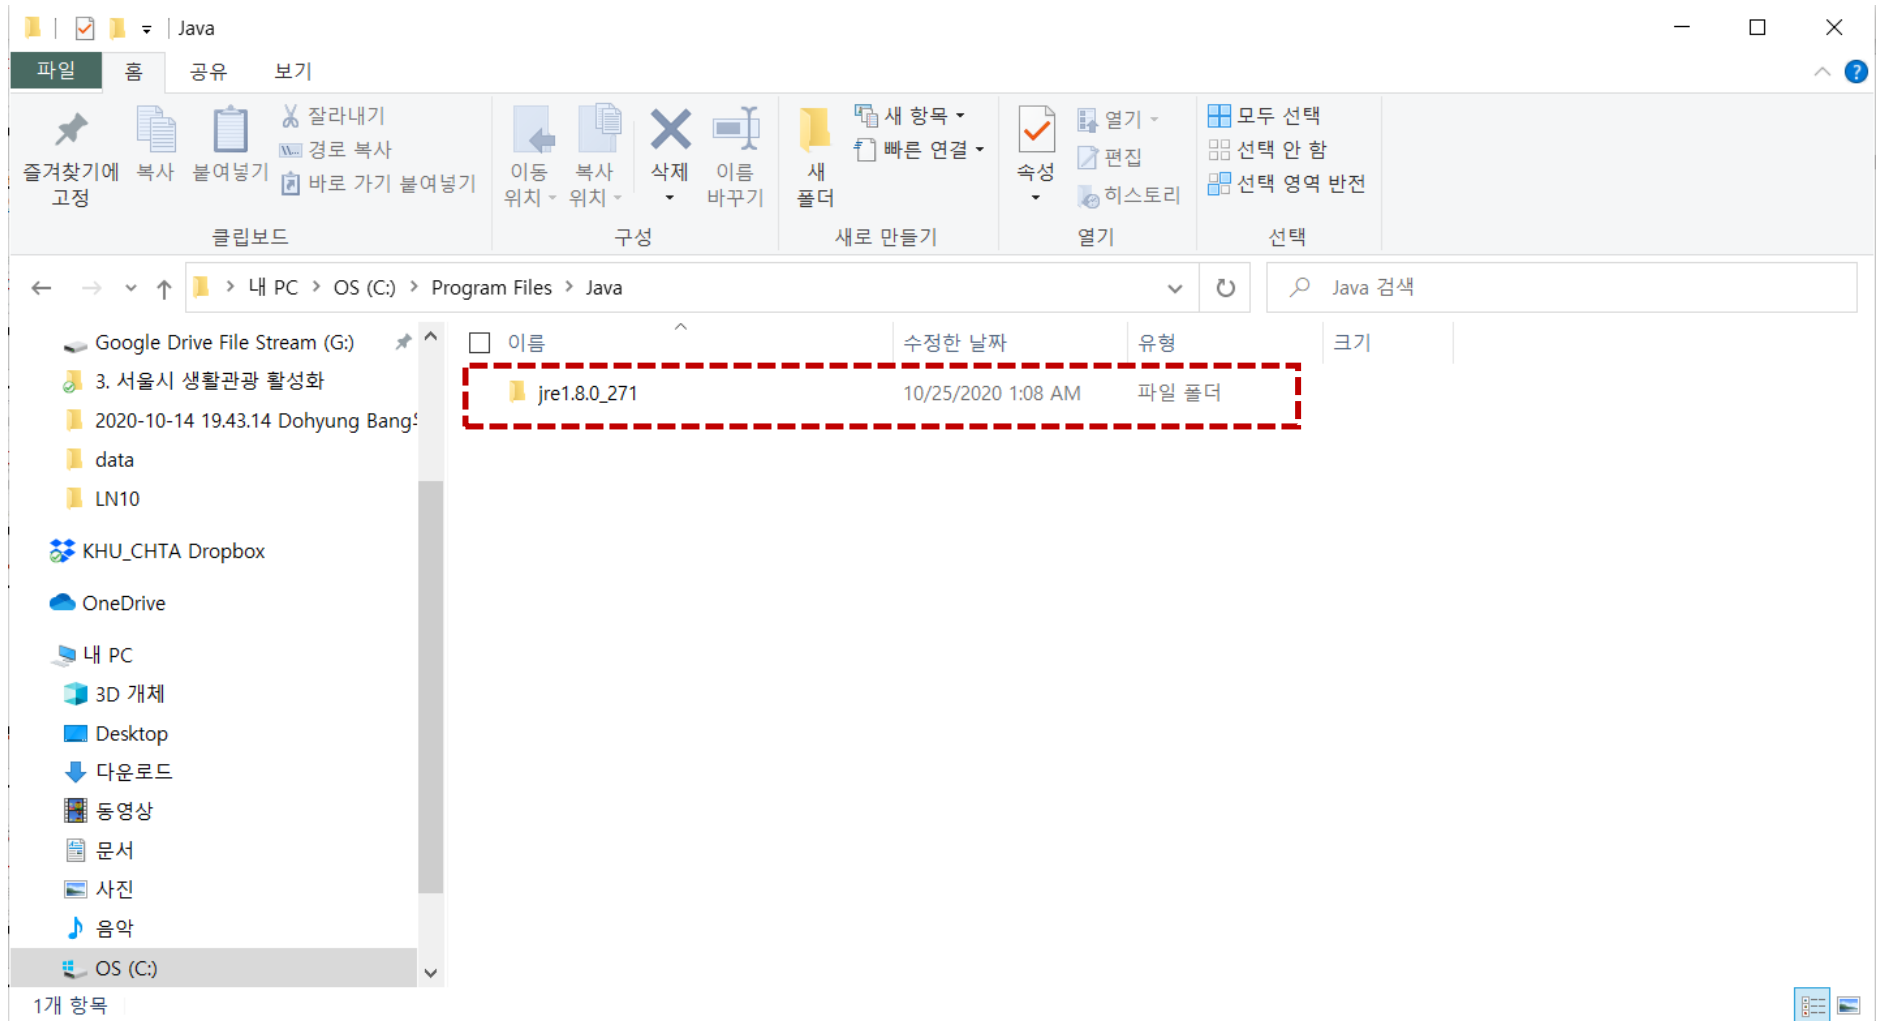 Java
파일 홈 공유 보기
즐겨찾기에
고정
복사
붙여넣기
잘라내기
경로 복사
바로 가기 붙여넣기
클립보드
이동
위치
복사
위치
삭제
이름
바꾸기
구성
새
폴더
새 항목
빠른 연결
새로 만들기
속성
열기
편집
히스토리
열기
모두 선택
선택 안 함
선택 영역 반전
선택
내 PC > OS (C:) > Program Files > Java
Java 검색
Google Drive File Stream (G:)
3. 서울시 생활관광 활성화
2020-10-14 19.43.14 Dohyung Bang
data
LN10
KHU_CHTA Dropbox
OneDrive
내 PC
3D 개체
Desktop
다운로드
동영상
문서
사진
음악
OS (C:)
이름 수정한 날짜 유형 크기
jre1.8.0_271 10/25/2020 1:08 AM 파일 폴더
1개 항목